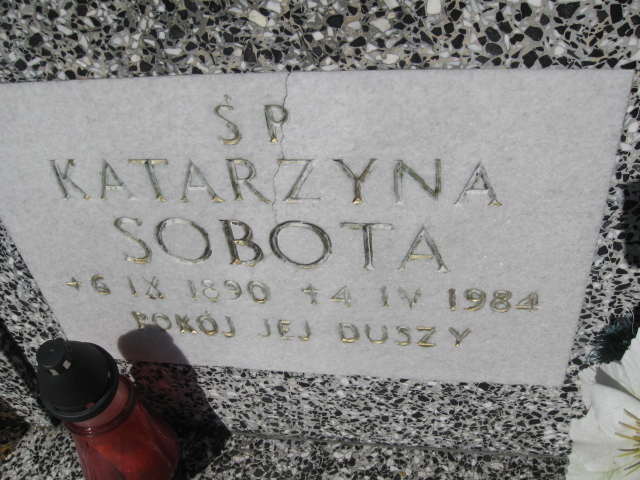 ŚP
KATARZYNA
SOBOTA
+ 6 IX 1890 + 4 IV 1984
POKÓJ JEJ DUSZY